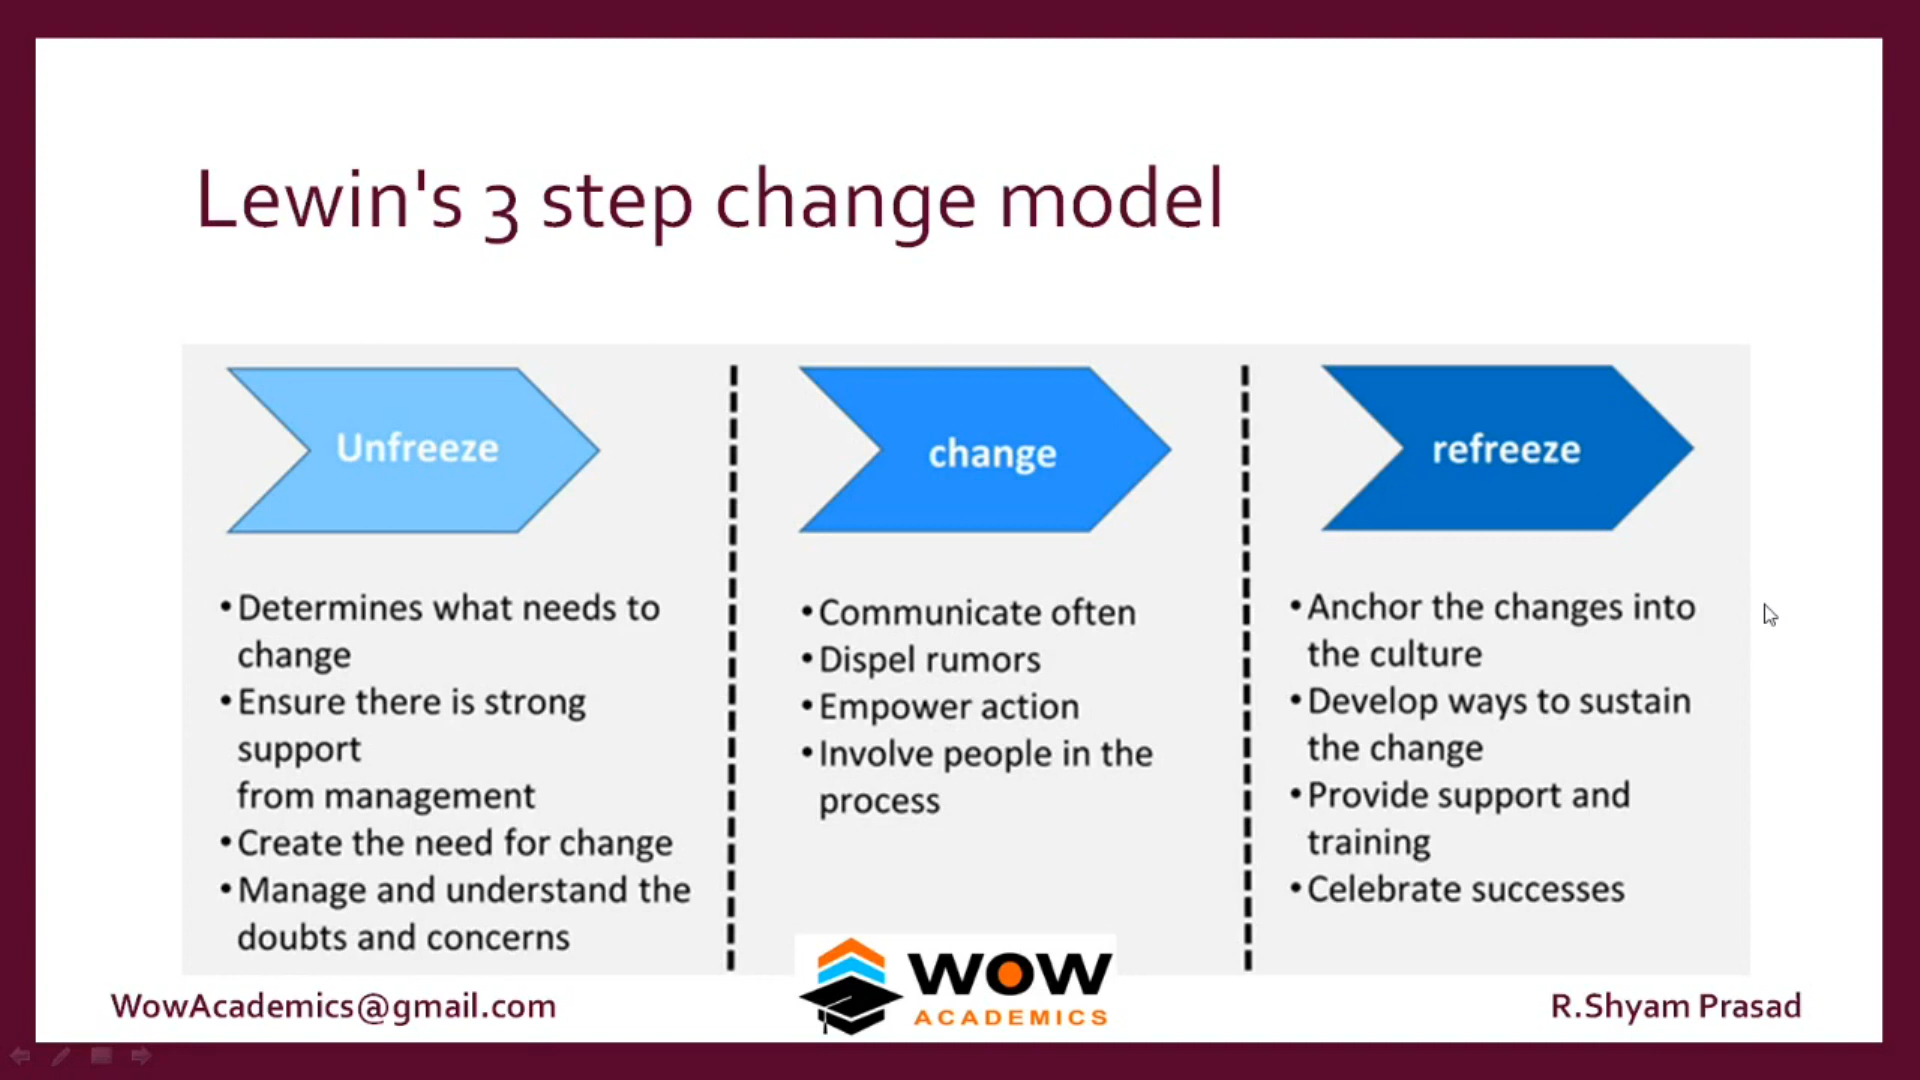 Lewin's 3 step change model
Unfreeze
•Determines what needs to
change
•Ensure there is strong
support
from management
•Create the need for change
•Manage and understand the
doubts and concerns
change
•Communicate often
•Dispel rumors
•Empower action
•Involve people in the
process
refreeze
•Anchor the changes into
the culture
•Develop ways to sustain
the change
•Provide support and
training
•Celebrate successes
WowAcademics@gmail.com
WOW
ACADEMICS
R.Shyam Prasad